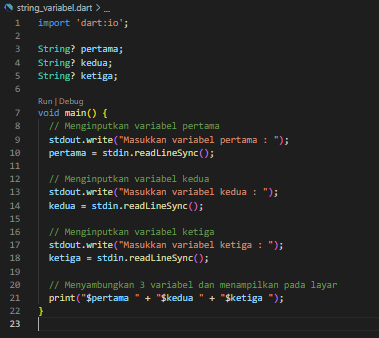 string_variabel.dart > ...
1 import 'dart:io';
2
3 String? pertama;
4 String? kedua;
5 String? ketiga;
6
Run | Debug
7 void main() {
8 // Menginputkan variabel pertama
9 stdout.write("Masukkan variabel pertama : ");
10 pertama = stdin.readLineSync();
11
12 // Menginputkan variabel kedua
13 stdout.write("Masukkan variabel kedua : ");
14 kedua = stdin.readLineSync();
15
16 // Menginputkan variabel ketiga
17 stdout.write("Masukkan variabel ketiga : ");
18 ketiga = stdin.readLineSync();
19
20 // Menyambungkan 3 variabel dan menampilkan pada layar
21 print("$pertama " + "$kedua " + "$ketiga ");
22 }
23